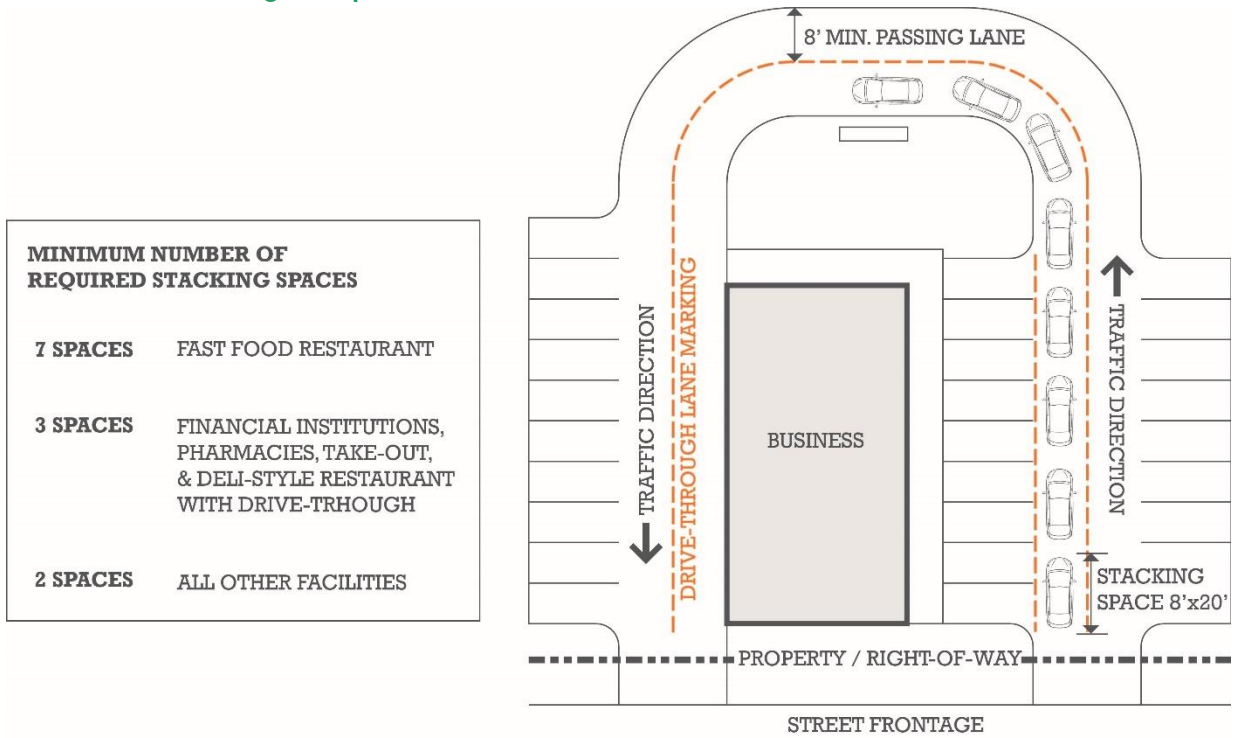 8' MIN. PASSING LANE
MINIMUM NUMBER OF
REQUIRED STACKING SPACES
7 SPACES FAST FOOD RESTAURANT
3 SPACES FINANCIAL INSTITUTIONS,
PHARMACIES, TAKE-OUT,
& DELI-STYLE RESTAURANT
WITH DRIVE-TRHOUGH
2 SPACES ALL OTHER FACILITIES
TRAFFIC DIRECTION
DRIVE-THROUGH LANE MARKING
BUSINESS
TRAFFIC DIRECTION
STACKING
SPACE 8'x20'
PROPERTY / RIGHT-OF-WAY
STREET FRONTAGE